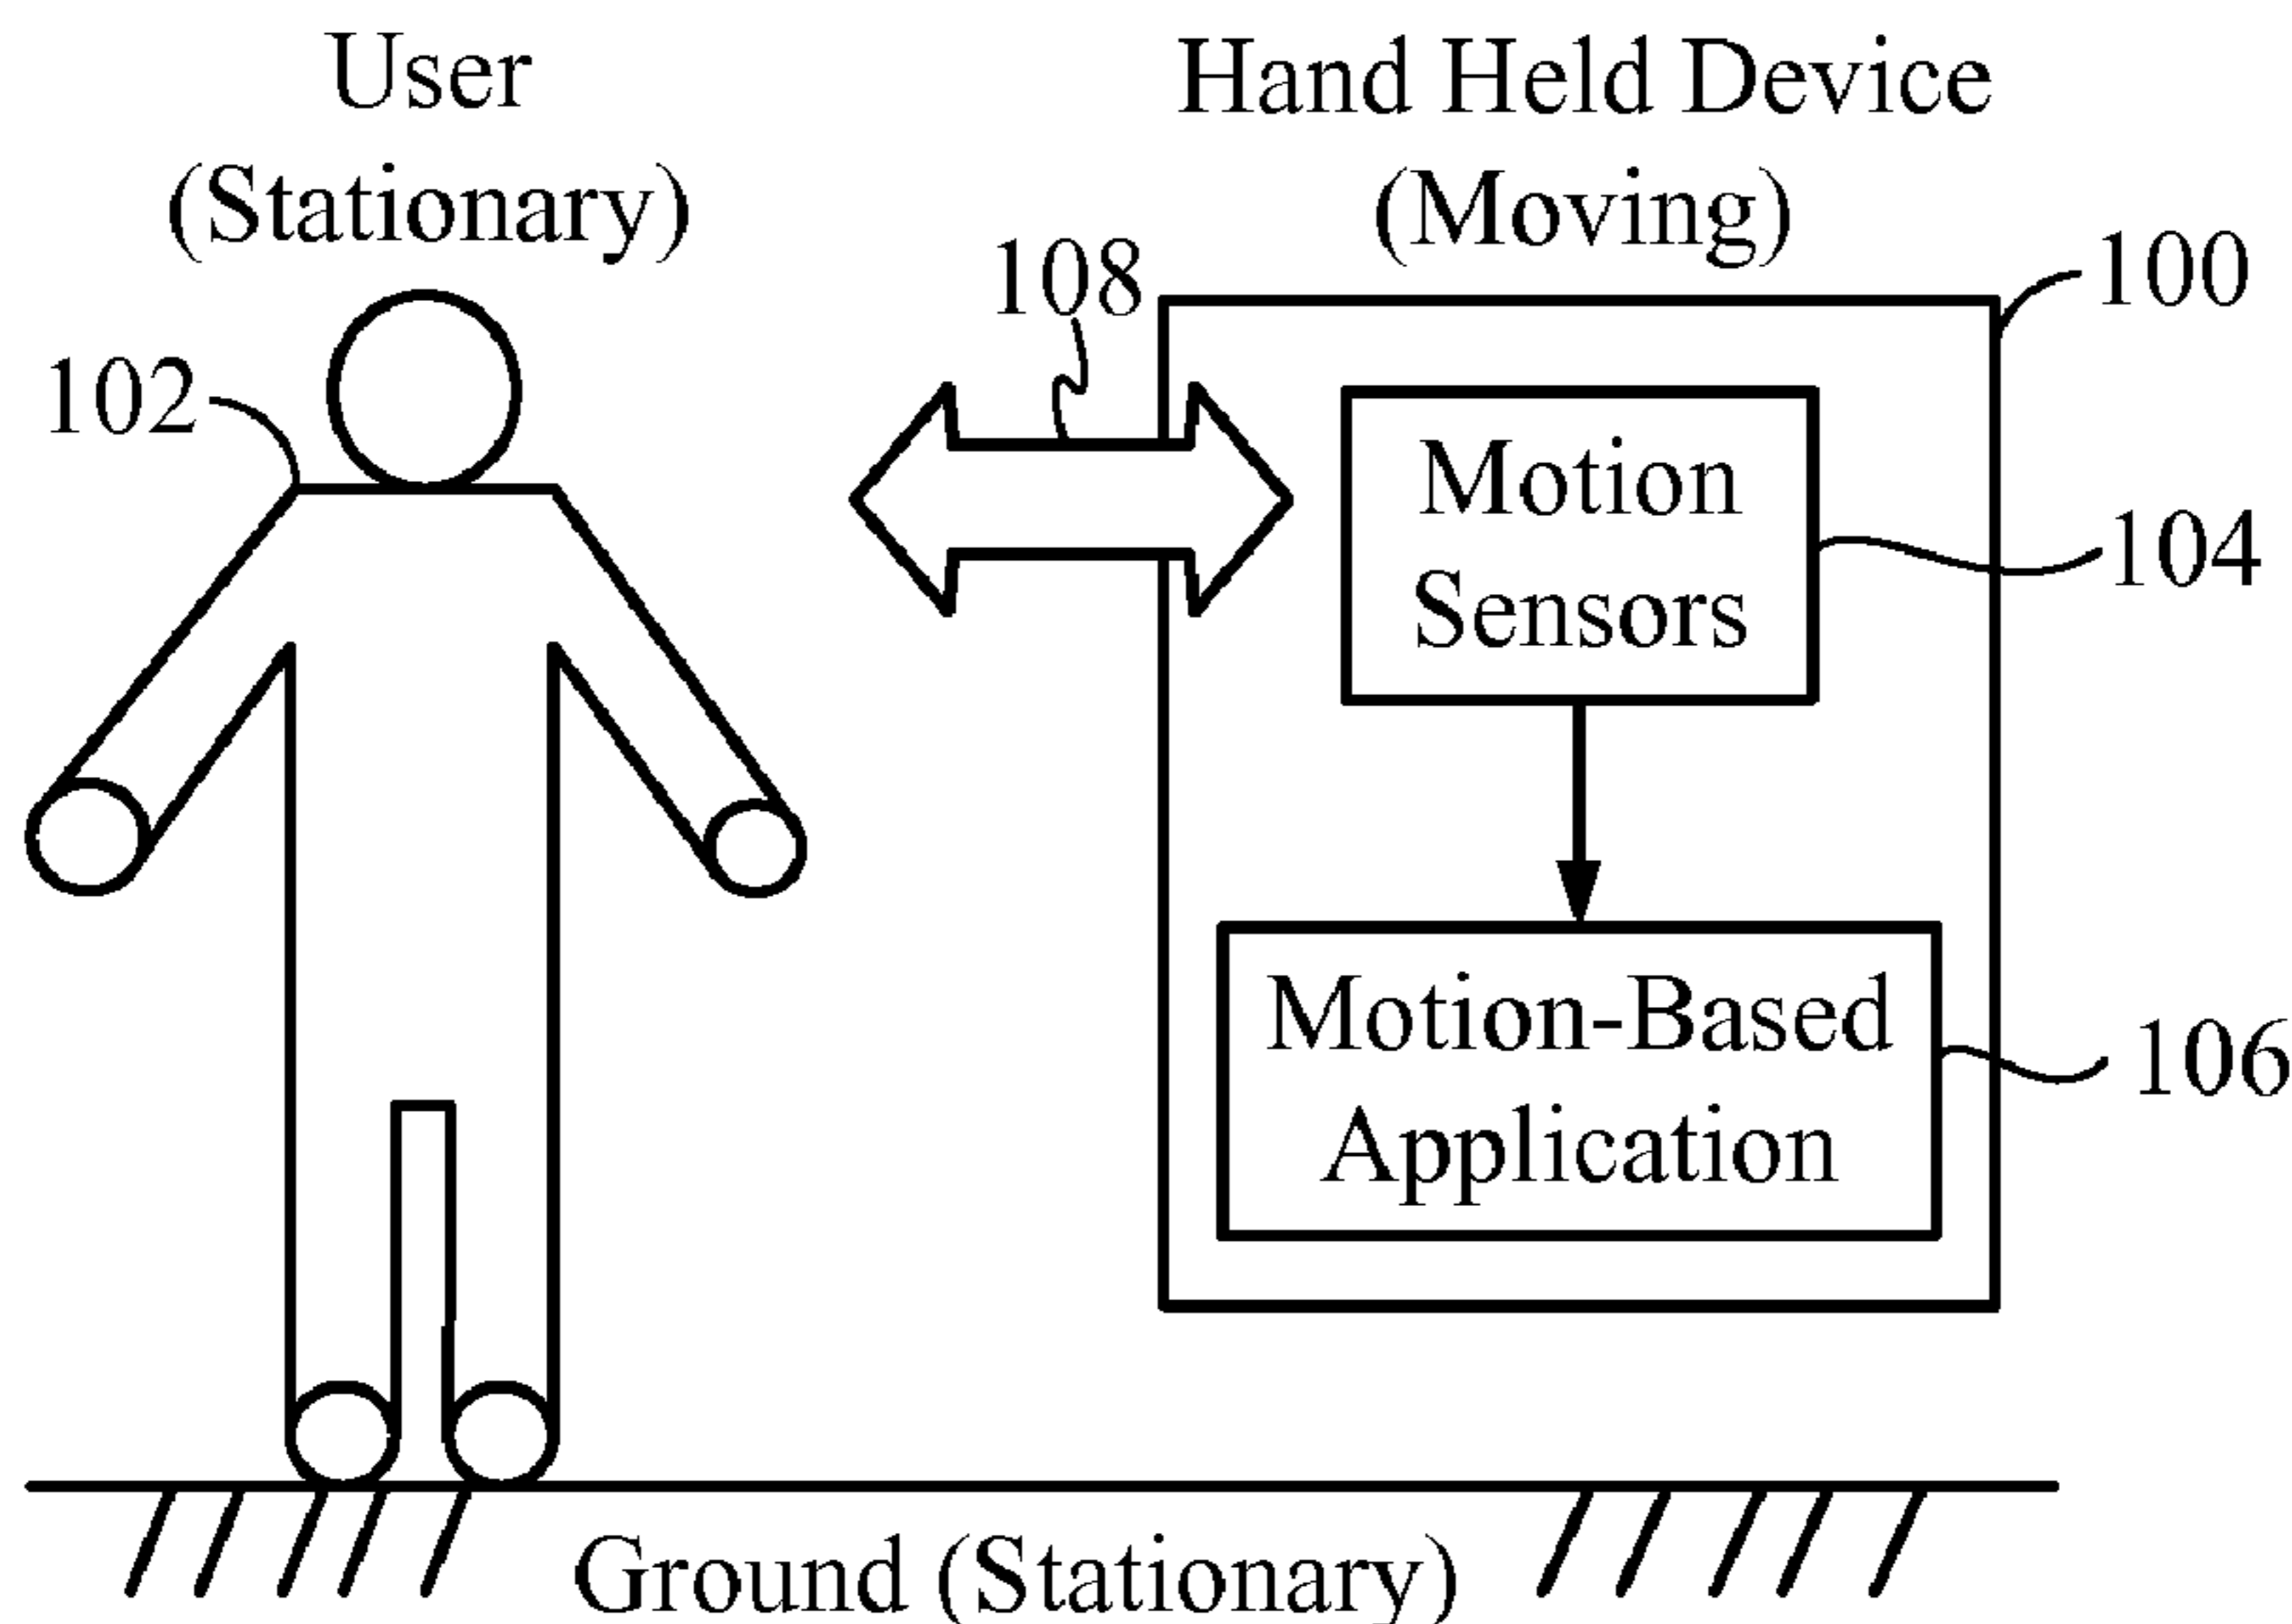 User
(Stationary)
Hand Held Device
(Moving)
108
100
102
Motion
Sensors
104
Motion-Based
Application
106
Ground (Stationary)